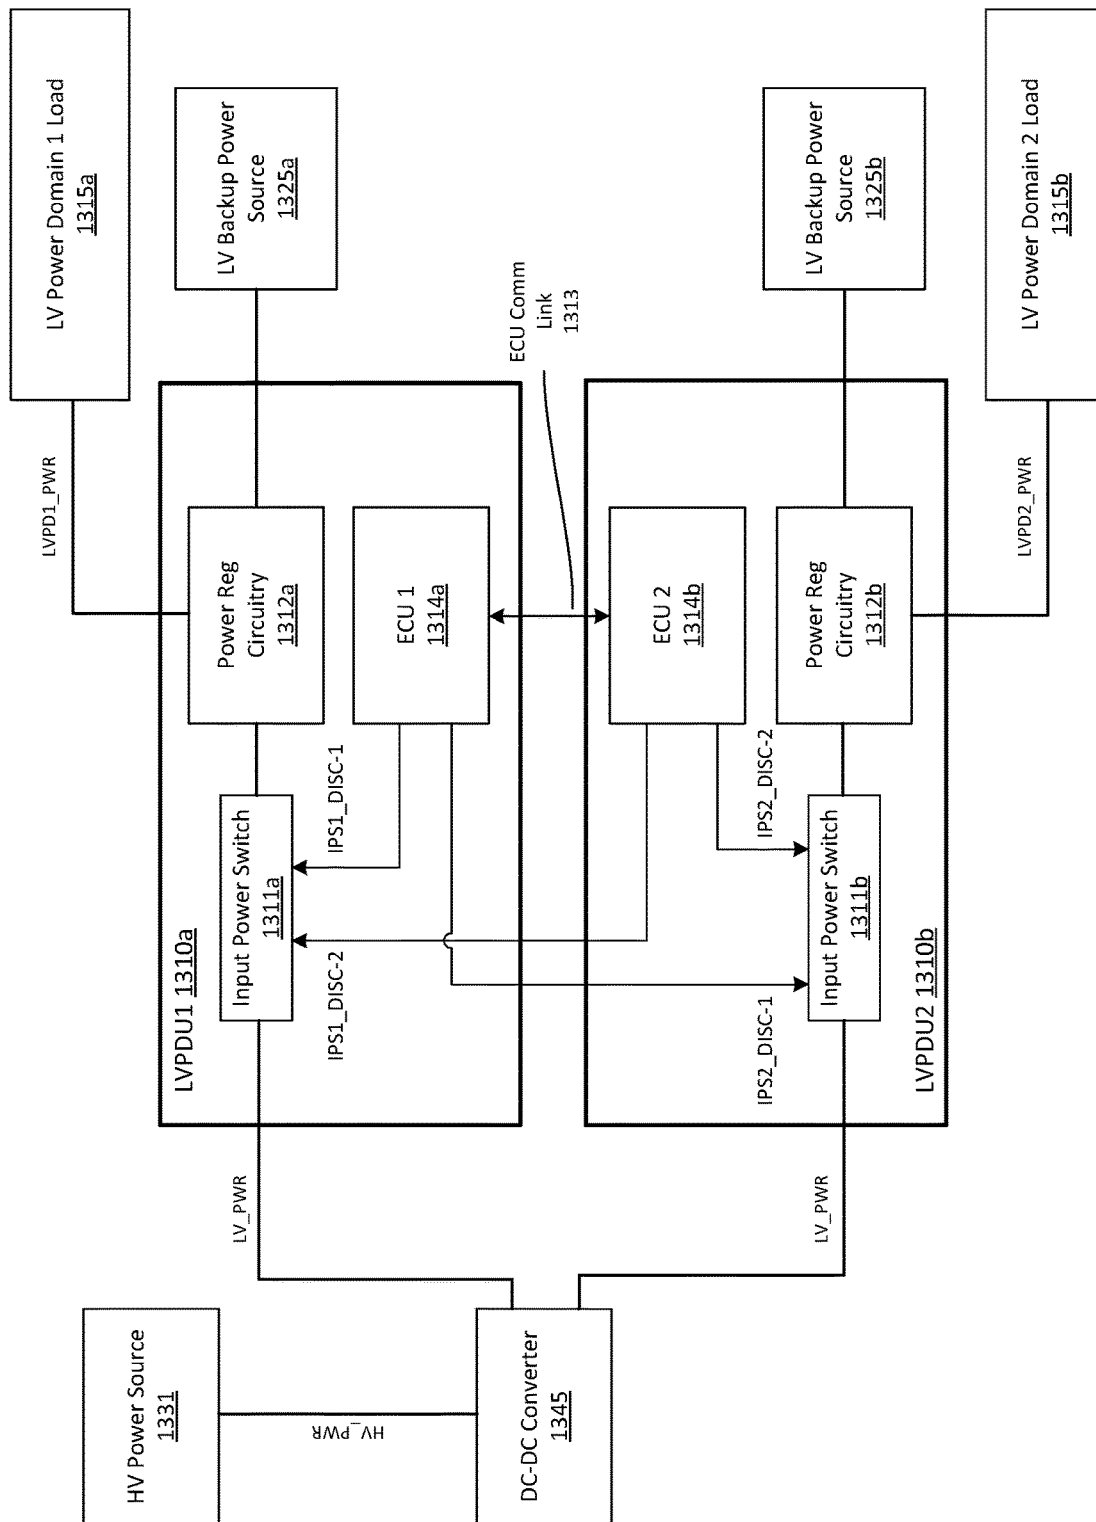 HV Power Source
1331
HV_PWR
DC-DC Converter
1345
LV_PWR
LV_PWR
LVPDU1 1310a
Input Power Switch
1311a
IPS1_DISC-1
IPS1_DISC-2
Power Reg
Circuitry
1312a
ECU 1
1314a
LVPD1_PWR
LV Power Domain 1 Load
1315a
LV Backup Power
Source
1325a
ECU Comm
Link
1313
ECU 2
1314b
IPS2_DISC-2
IPS2_DISC-1
Input Power Switch
1311b
Power Reg
Circuitry
1312b
LVPDU2 1310b
LV Backup Power
Source
1325b
LVPD2_PWR
LV Power Domain 2 Load
1315b